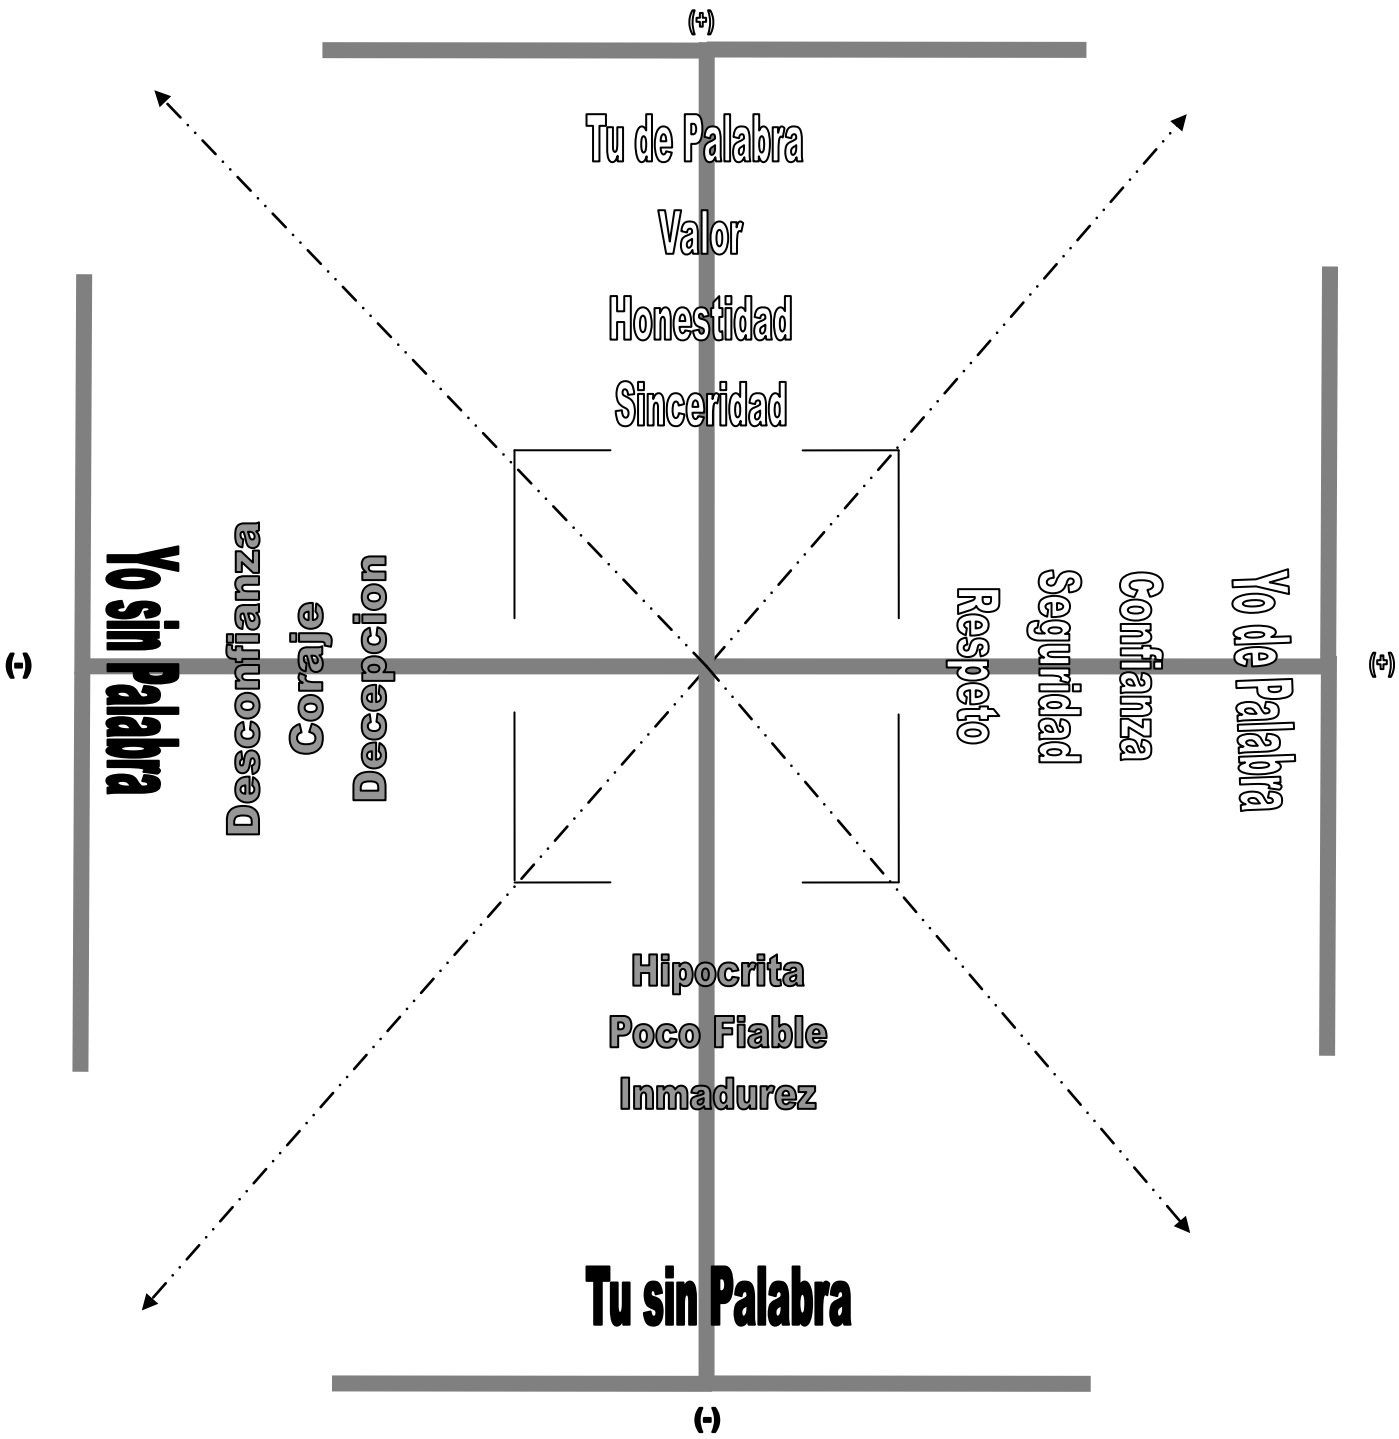 (+)
Tu de Palabra
Valor
Honestidad
Sinceridad
(-)
Yo sin Palabra
Desconfianza
Coraje
Decepcion
Respeto
Seguridad
Confianza
Yo de Palabra
(+)
Hipocrita
Poco Fiable
Inmadurez
Tu sin Palabra
(-)